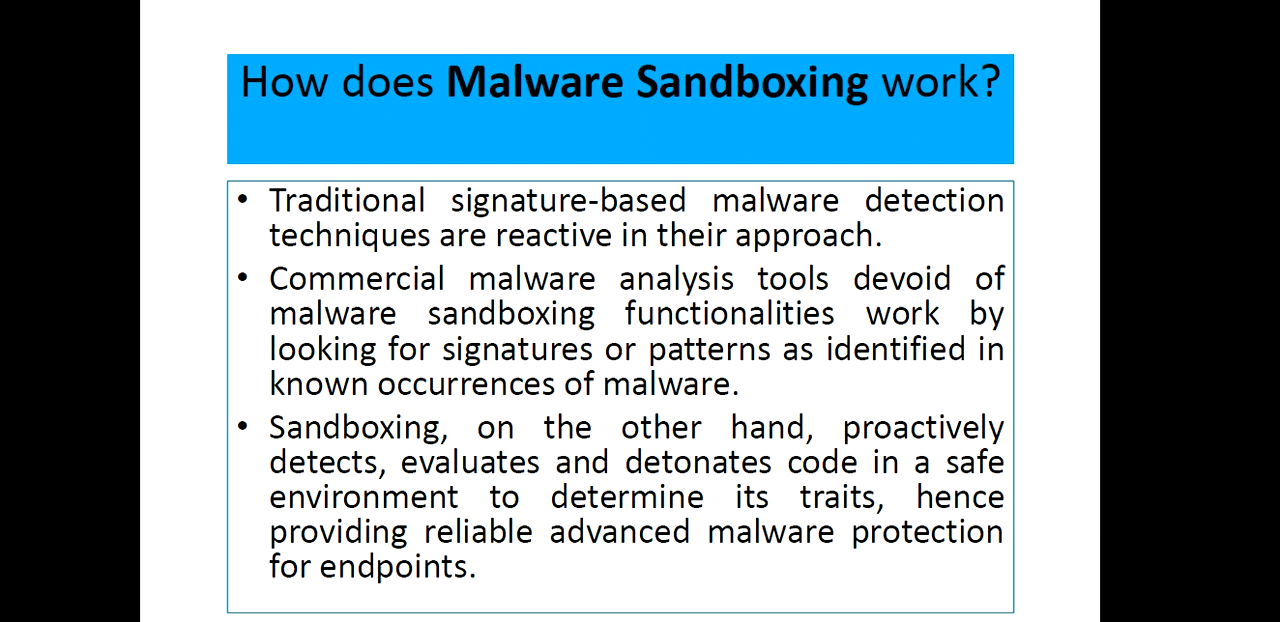 How does Malware Sandboxing work?
• Traditional signature-based malware detection
techniques are reactive in their approach.
• Commercial malware analysis tools devoid of
malware sandboxing functionalities work by
looking for signatures or patterns as identified in
known occurrences of malware.
• Sandboxing, on the other hand, proactively
detects, evaluates and detonates code in a safe
environment to determine its traits, hence
providing reliable advanced malware protection
for endpoints.